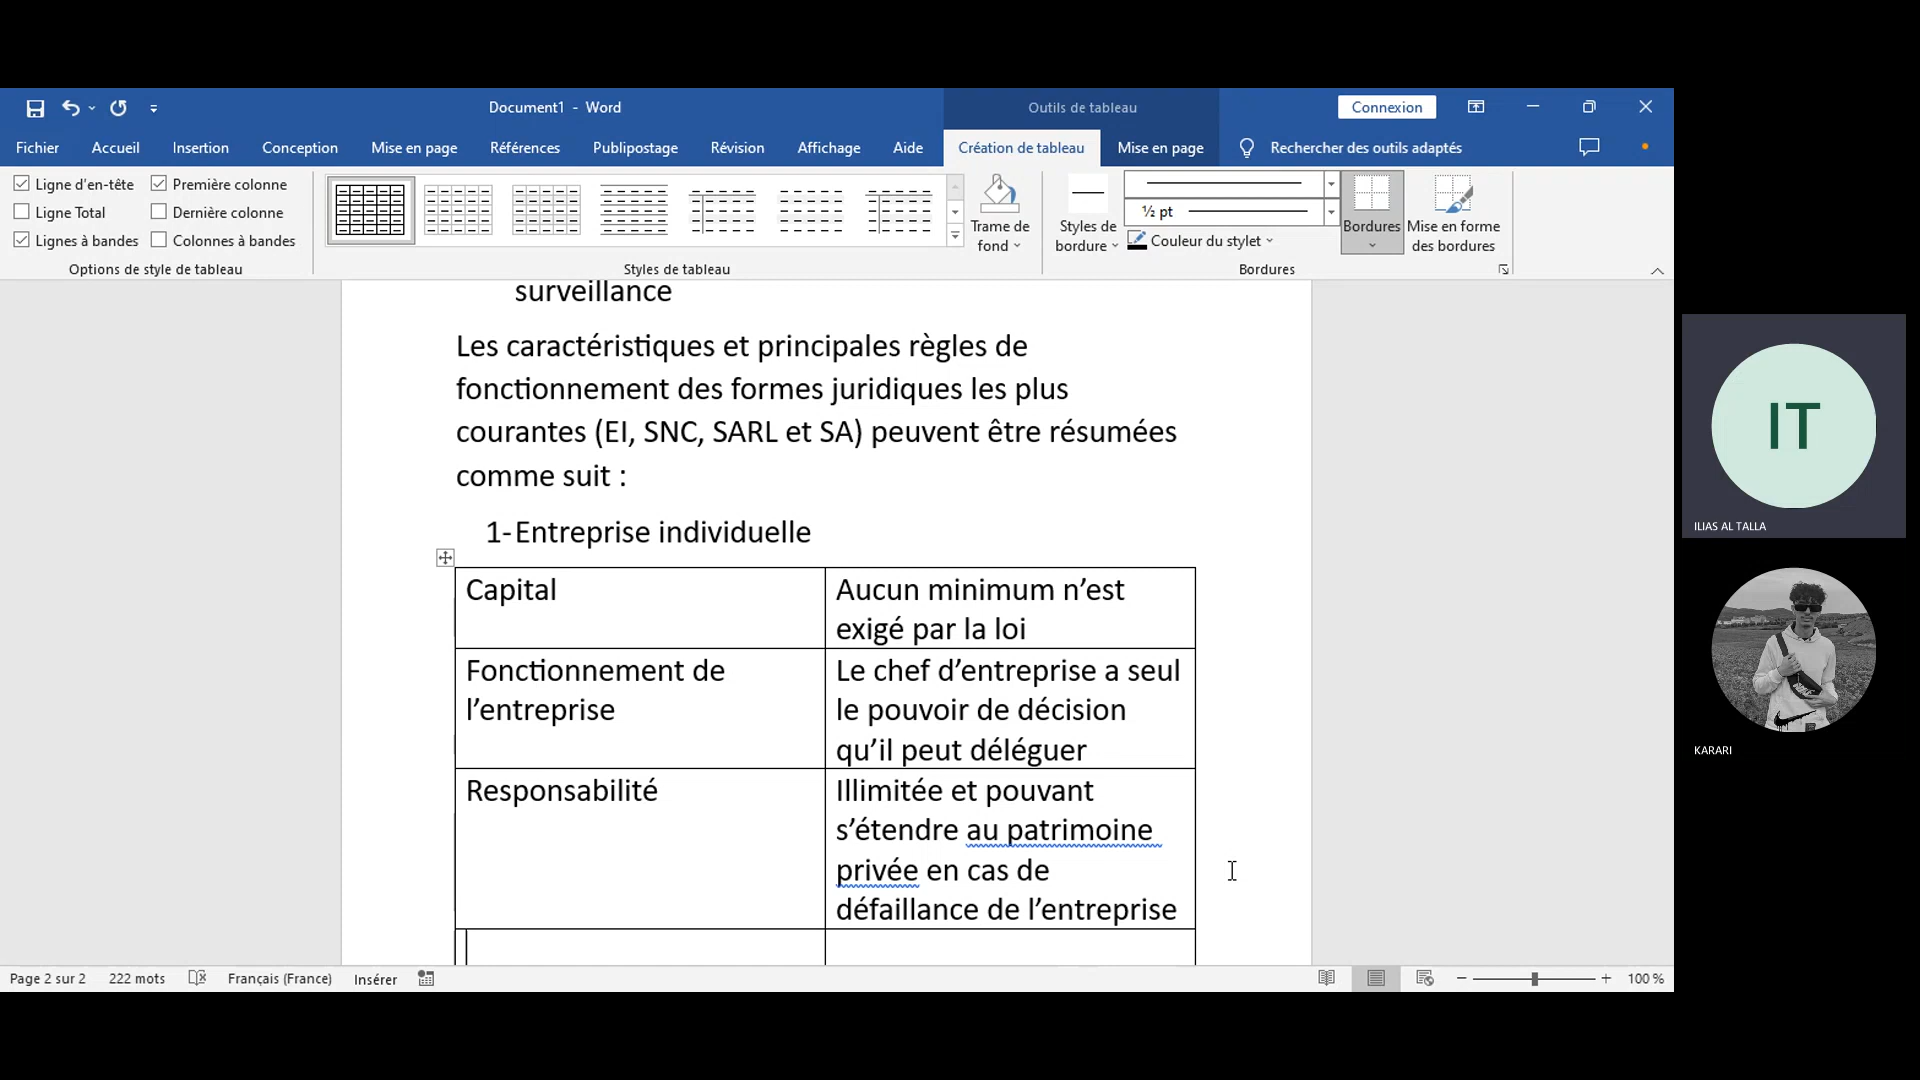 Document1 - Word
Outils de tableau
Connexion
Fichier
Accueil
Insertion
Conception
Mise en page
Références
Publipostage
Révision
Affichage
Aide
Création de tableau
Mise en page
Rechercher des outils adaptés
Ligne d'en-tête
Première colonne
Ligne Total
Dernière colonne
Lignes à bandes
Colonnes à bandes
Options de style de tableau
Styles de tableau
Trame de
fond
Styles de
bordure
½ pt
Couleur du stylet
Bordures
Mise en forme
des bordures
Bordures
surveillance
Les caractéristiques et principales règles de
fonctionnement des formes juridiques les plus
courantes (EI, SNC, SARL et SA) peuvent être résumées
comme suit :
1- Entreprise individuelle
Capital
Aucun minimum n’est
exigé par la loi
Fonctionnement de
l’entreprise
Le chef d’entreprise a seul
le pouvoir de décision
qu’il peut déléguer
Responsabilité
Illimitée et pouvant
s’étendre au patrimoine
privée en cas de
défaillance de l’entreprise
Page 2 sur 2
222 mots
Français (France)
Insérer
100 %
IT
ILIAS AL TALLA
KARARI